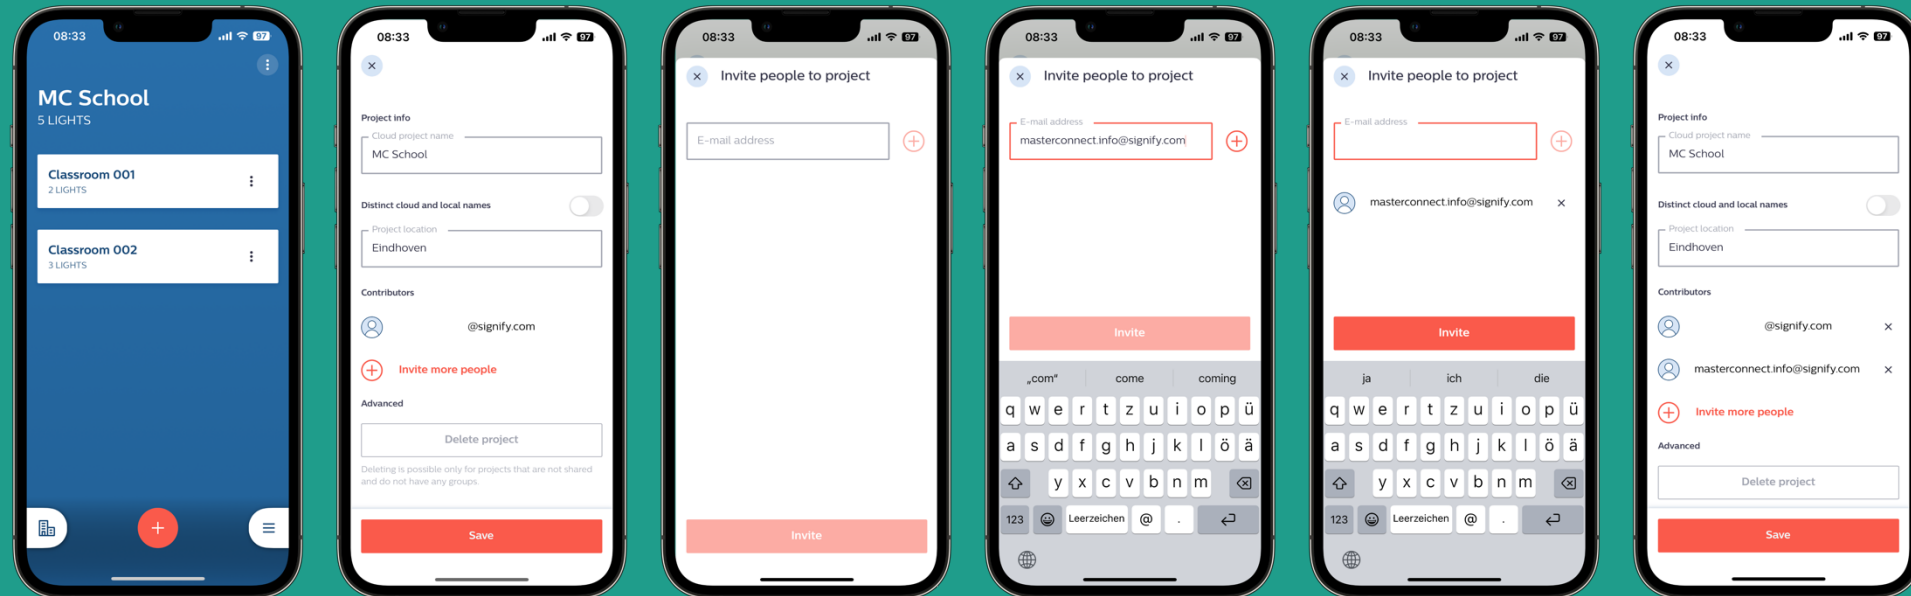 08:33
97
MC School
5 LIGHTS
Classroom 001
2 LIGHTS
Classroom 002
3 LIGHTS
08:33
97
Project info
Cloud project name
MC School
Distinct cloud and local names
Project location
Eindhoven
Contributors
@signify.com
Invite more people
Advanced
Delete project
Deleting is possible only for projects that are not shared
and do not have any groups.
Save
08:33
97
Invite people to project
E-mail address
Invite
08:33
97
Invite people to project
E-mail address
masterconnect.info@signify.com
Invite
„com“ come coming
q w e r t z u i o p ü
a s d f g h j k l ö ä
y x c v b n m
123 Leerzeichen @ .
08:33
97
Invite people to project
E-mail address
masterconnect.info@signify.com
Invite
ja ich die
q w e r t z u i o p ü
a s d f g h j k l ö ä
y x c v b n m
123 Leerzeichen @ .
08:33
97
Project info
Cloud project name
MC School
Distinct cloud and local names
Project location
Eindhoven
Contributors
@signify.com
masterconnect.info@signify.com
Invite more people
Advanced
Delete project
Save